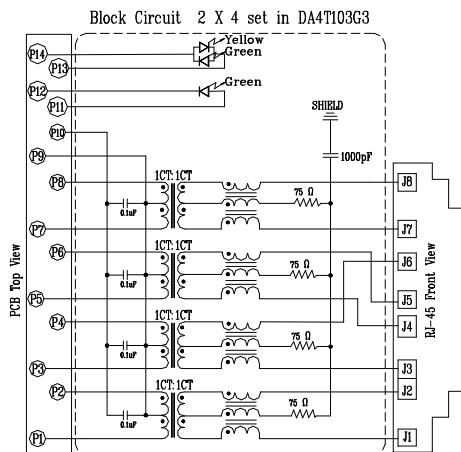 Block Circuit 2 X 4 set in DA4T103G3
P14
Yellow
Green
P13
P12
Green
P11
P10
SHIELD
P9
1000pF
P8
1CT:1CT
J8
0.1uF
75 Ω
P7
J7
P6
1CT:1CT
J6
0.1uF
75 Ω
P5
J5
P4
1CT:1CT
J4
0.1uF
75 Ω
P3
J3
P2
1CT:1CT
J2
0.1uF
75 Ω
P1
J1
PCB Top View
RJ-45 Front View